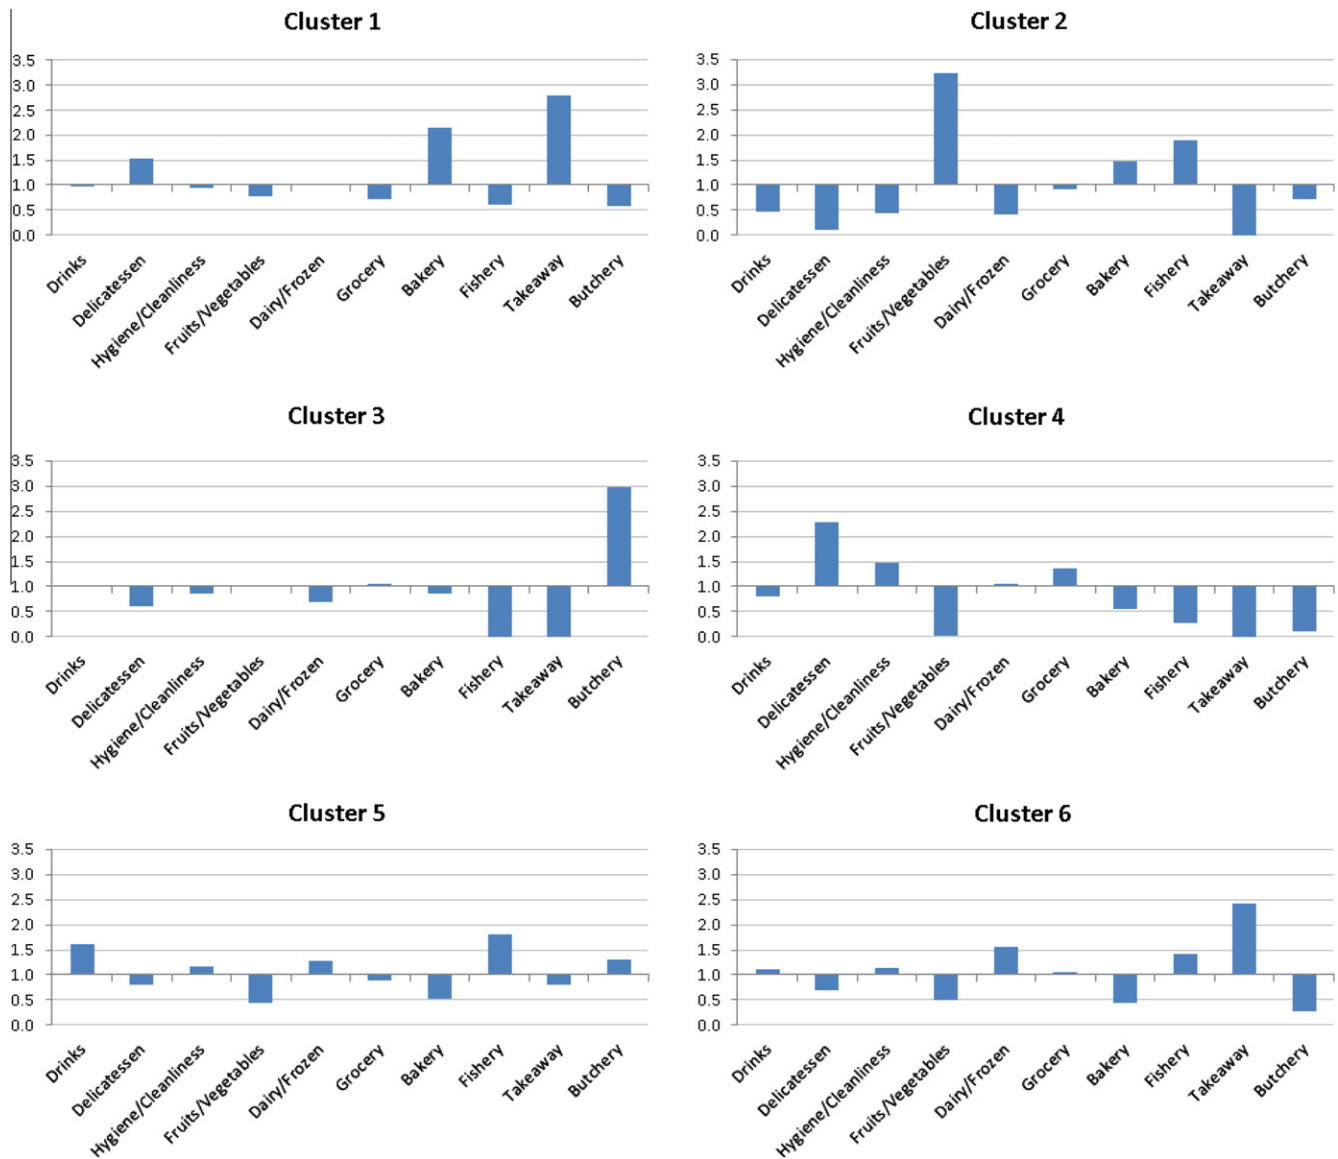 Cluster 1
3.5
3.0
2.5
2.0
1.5
1.0
0.5
0.0
Drinks
Delicatessen
Hygiene/Cleanliness
Fruits/Vegetables
Dairy/Frozen
Grocery
Bakery
Fishery
Takeaway
Butchery
Cluster 2
3.5
3.0
2.5
2.0
1.5
1.0
0.5
0.0
Drinks
Delicatessen
Hygiene/Cleanliness
Fruits/Vegetables
Dairy/Frozen
Grocery
Bakery
Fishery
Takeaway
Butchery
Cluster 3
3.5
3.0
2.5
2.0
1.5
1.0
0.5
0.0
Drinks
Delicatessen
Hygiene/Cleanliness
Fruits/Vegetables
Dairy/Frozen
Grocery
Bakery
Fishery
Takeaway
Butchery
Cluster 4
3.5
3.0
2.5
2.0
1.5
1.0
0.5
0.0
Drinks
Delicatessen
Hygiene/Cleanliness
Fruits/Vegetables
Dairy/Frozen
Grocery
Bakery
Fishery
Takeaway
Butchery
Cluster 5
3.5
3.0
2.5
2.0
1.5
1.0
0.5
0.0
Drinks
Delicatessen
Hygiene/Cleanliness
Fruits/Vegetables
Dairy/Frozen
Grocery
Bakery
Fishery
Takeaway
Butchery
Cluster 6
3.5
3.0
2.5
2.0
1.5
1.0
0.5
0.0
Drinks
Delicatessen
Hygiene/Cleanliness
Fruits/Vegetables
Dairy/Frozen
Grocery
Bakery
Fishery
Takeaway
Butchery